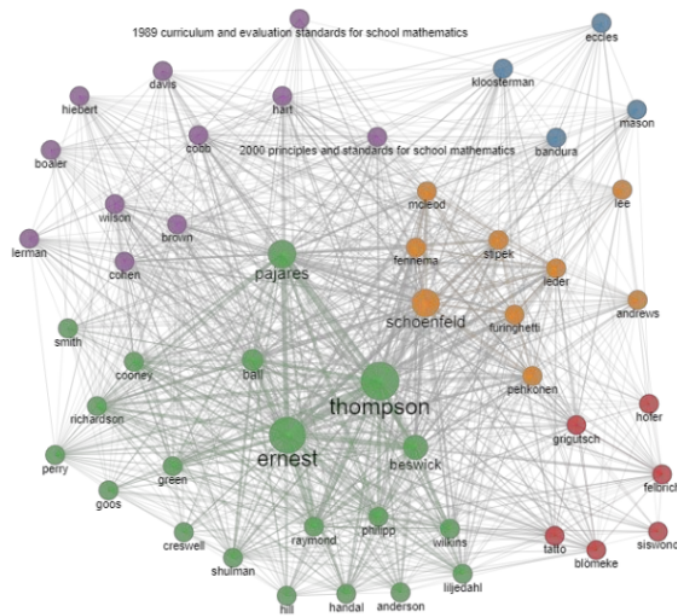 eccles
1989 curriculum and evaluation standards for school mathematics
davis
kloosterman
hiebert
hart
mason
cobb
2000 principles and standards for school mathematics
bandura
boaler
mcleod
lee
wilson
brown
stipek
lerman
fennema
cohen
pajares
leder
andrews
schoenfeld
furinghetti
smith
cooney
ball
pehkonen
thompson
richardson
hofer
grigutsch
ernest
beswick
perry
green
felbrich
goos
philipp
creswell
raymond
wilkins
siswono
tatto
blömeke
shulman
liljedahl
hill
handal
anderson